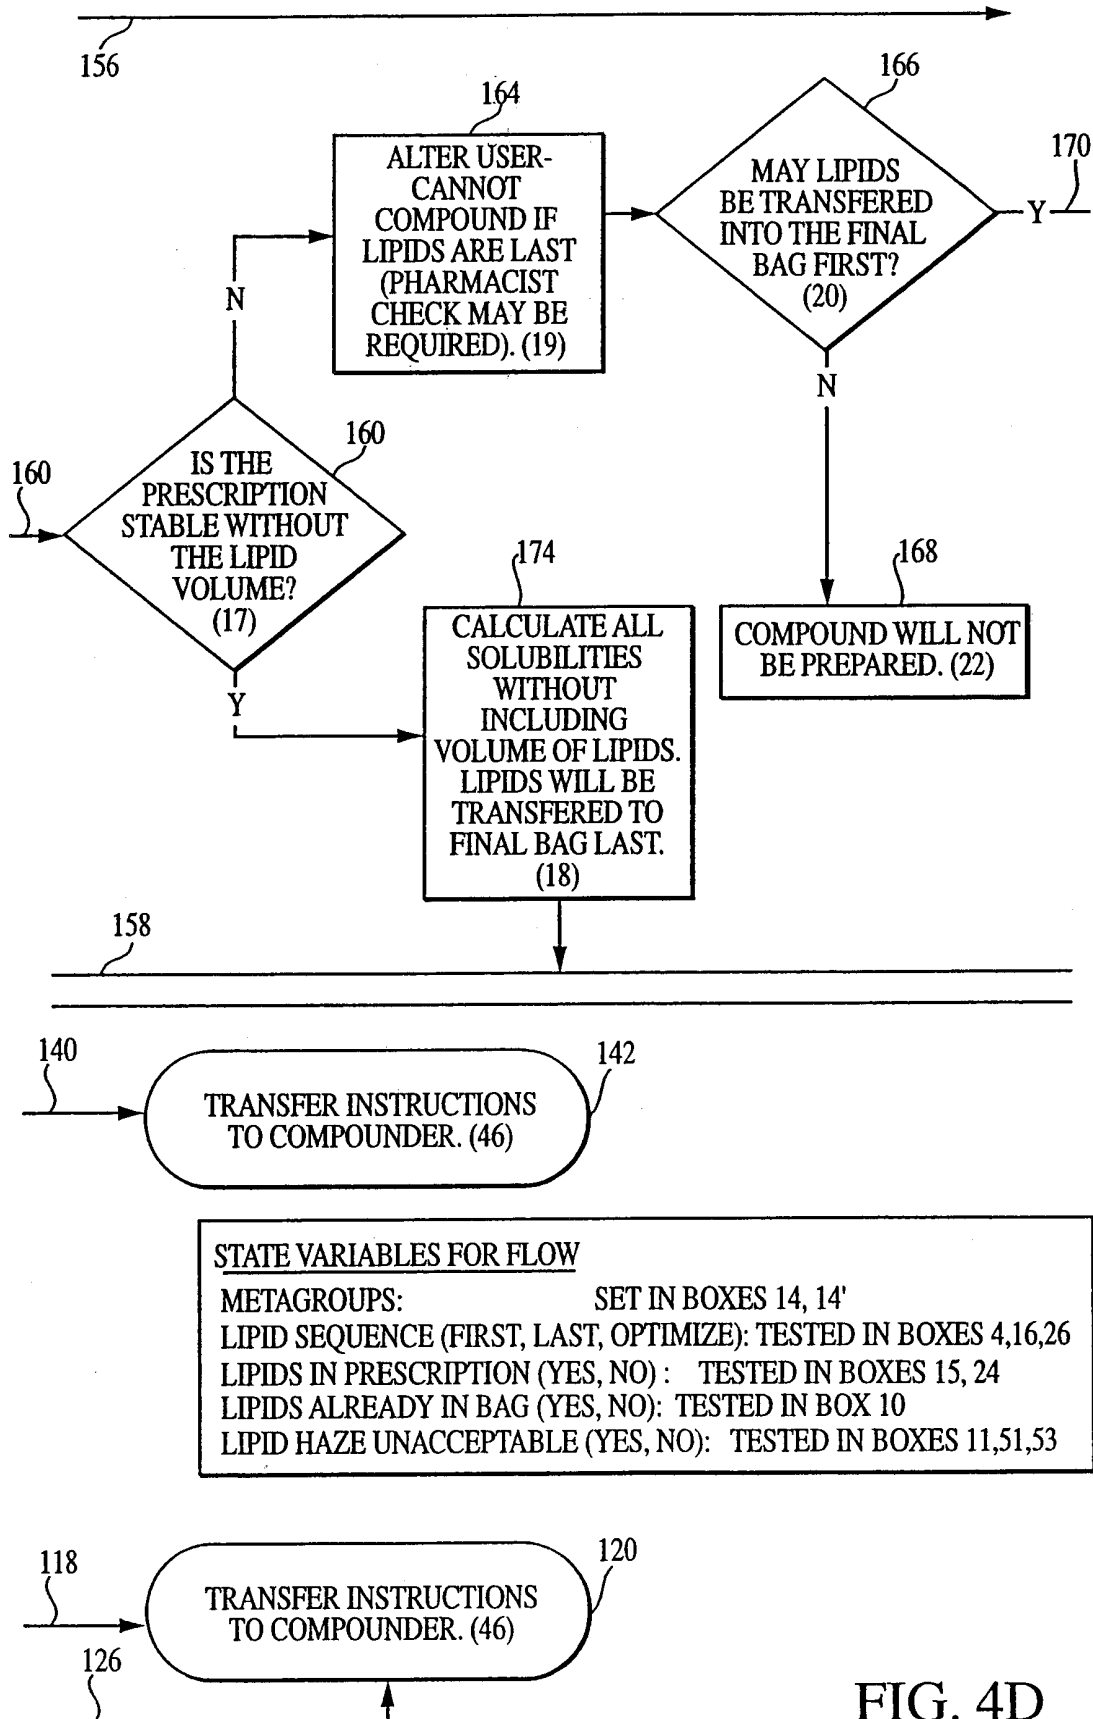 156
164
ALTER USER-
CANNOT
COMPOUND IF
LIPIDS ARE LAST
(PHARMACIST
CHECK MAY BE
REQUIRED). (19)
166
MAY LIPIDS
BE TRANSFERED
INTO THE FINAL
BAG FIRST?
(20)
Y
170
N
N
160
160
IS THE
PRESCRIPTION
STABLE WITHOUT
THE LIPID
VOLUME?
(17)
Y
174
CALCULATE ALL
SOLUBILITIES
WITHOUT
INCLUDING
VOLUME OF LIPIDS.
LIPIDS WILL BE
TRANSFERED TO
FINAL BAG LAST.
(18)
168
COMPOUND WILL NOT
BE PREPARED. (22)
158
140
142
TRANSFER INSTRUCTIONS
TO COMPOUNDER. (46)
STATE VARIABLES FOR FLOW
METAGROUPS: SET IN BOXES 14, 14'
LIPID SEQUENCE (FIRST, LAST, OPTIMIZE): TESTED IN BOXES 4,16,26
LIPIDS IN PRESCRIPTION (YES, NO) : TESTED IN BOXES 15, 24
LIPIDS ALREADY IN BAG (YES, NO): TESTED IN BOX 10
LIPID HAZE UNACCEPTABLE (YES, NO): TESTED IN BOXES 11,51,53
118
120
TRANSFER INSTRUCTIONS
TO COMPOUNDER. (46)
126
FIG. 4D